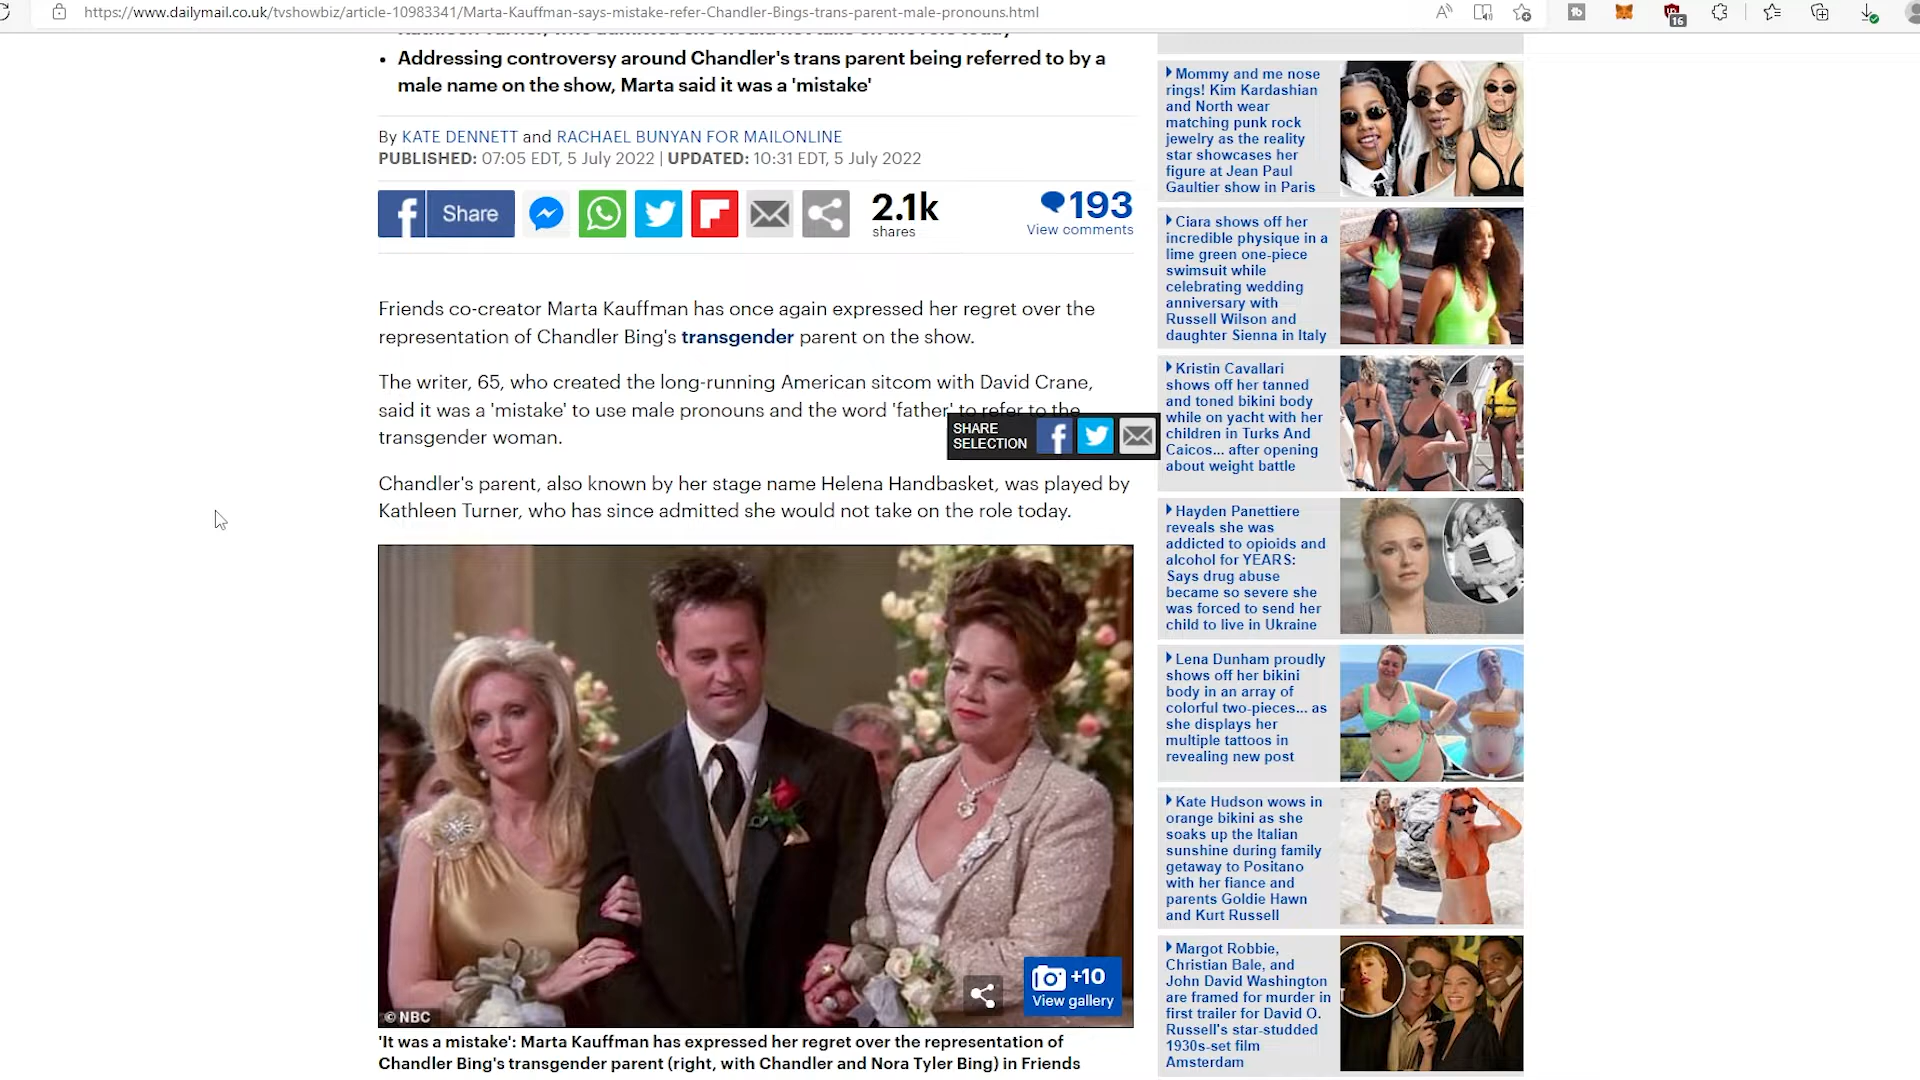 https://www.dailymail.co.uk/tvshowbiz/article-10983341/Marta-Kauffman-says-mistake-refer-Chandler-Bings-trans-parent-male-pronouns.html
16
• Addressing controversy around Chandler's trans parent being referred to by a
male name on the show, Marta said it was a 'mistake'
By KATE DENNETT and RACHAEL BUNYAN FOR MAILONLINE
PUBLISHED: 07:05 EDT, 5 July 2022 | UPDATED: 10:31 EDT, 5 July 2022
Share
2.1k
shares
193
View comments
Friends co-creator Marta Kauffman has once again expressed her regret over the
representation of Chandler Bing's transgender parent on the show.
The writer, 65, who created the long-running American sitcom with David Crane,
said it was a 'mistake' to use male pronouns and the word 'father' to refer to the
transgender woman.
SHARE
SELECTION
Chandler's parent, also known by her stage name Helena Handbasket, was played by
Kathleen Turner, who has since admitted she would not take on the role today.
© NBC
+10
View gallery
'It was a mistake': Marta Kauffman has expressed her regret over the representation of
Chandler Bing's transgender parent (right, with Chandler and Nora Tyler Bing) in Friends
Mommy and me nose
rings! Kim Kardashian
and North wear
matching punk rock
jewelry as the reality
star showcases her
figure at Jean Paul
Gaultier show in Paris
Ciara shows off her
incredible physique in a
lime green one-piece
swimsuit while
celebrating wedding
anniversary with
Russell Wilson and
daughter Sienna in Italy
Kristin Cavallari
shows off her tanned
and toned bikini body
while on yacht with her
children in Turks And
Caicos... after opening
about weight battle
Hayden Panettiere
reveals she was
addicted to opioids and
alcohol for YEARS:
Says drug abuse
became so severe she
was forced to send her
child to live in Ukraine
Lena Dunham proudly
shows off her bikini
body in an array of
colorful two-pieces... as
she displays her
multiple tattoos in
revealing new post
Kate Hudson wows in
orange bikini as she
soaks up the Italian
sunshine during family
getaway to Positano
with her fiance and
parents Goldie Hawn
and Kurt Russell
Margot Robbie,
Christian Bale, and
John David Washington
are framed for murder in
first trailer for David O.
Russell's star-studded
1930s-set film
Amsterdam